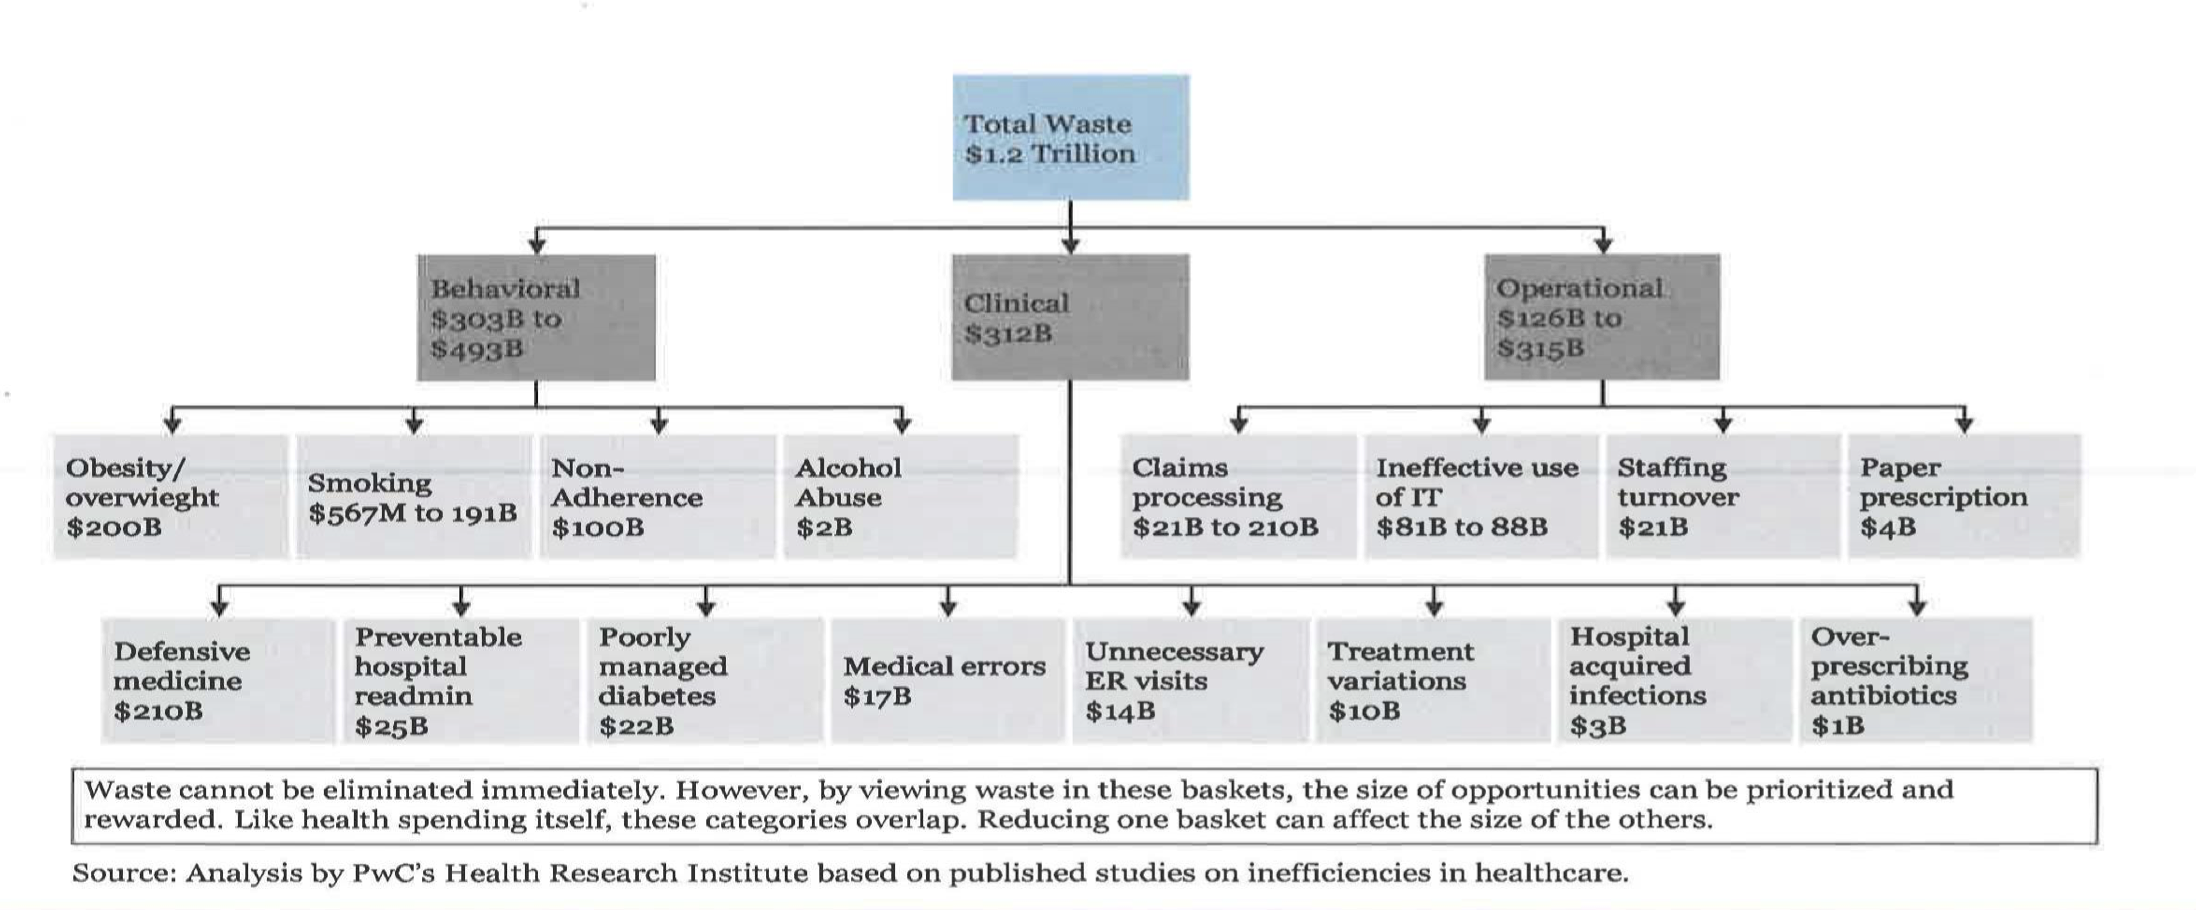 Total Waste
$1.2 Trillion
Behavioral
$303B to
$493B
Clinical
$312B
Operational
$126B to
$315B
Obesity/
overwieght
$200B
Smoking
$567M to 191B
Non-
Adherence
$100B
Alcohol
Abuse
$2B
Claims
processing
$21B to 210B
Ineffective use
of IT
$81B to 88B
Staffing
turnover
$21B
Paper
prescription
$4B
Defensive
medicine
$210B
Preventable
hospital
readmin
$25B
Poorly
managed
diabetes
$22B
Medical errors
$17B
Unnecessary
ER visits
$14B
Treatment
variations
$10B
Hospital
acquired
infections
$3B
Over-
prescribing
antibiotics
$1B
Waste cannot be eliminated immediately. However, by viewing waste in these baskets, the size of opportunities can be prioritized and
rewarded. Like health spending itself, these categories overlap. Reducing one basket can affect the size of the others.
Source: Analysis by PwC's Health Research Institute based on published studies on inefficiencies in healthcare.